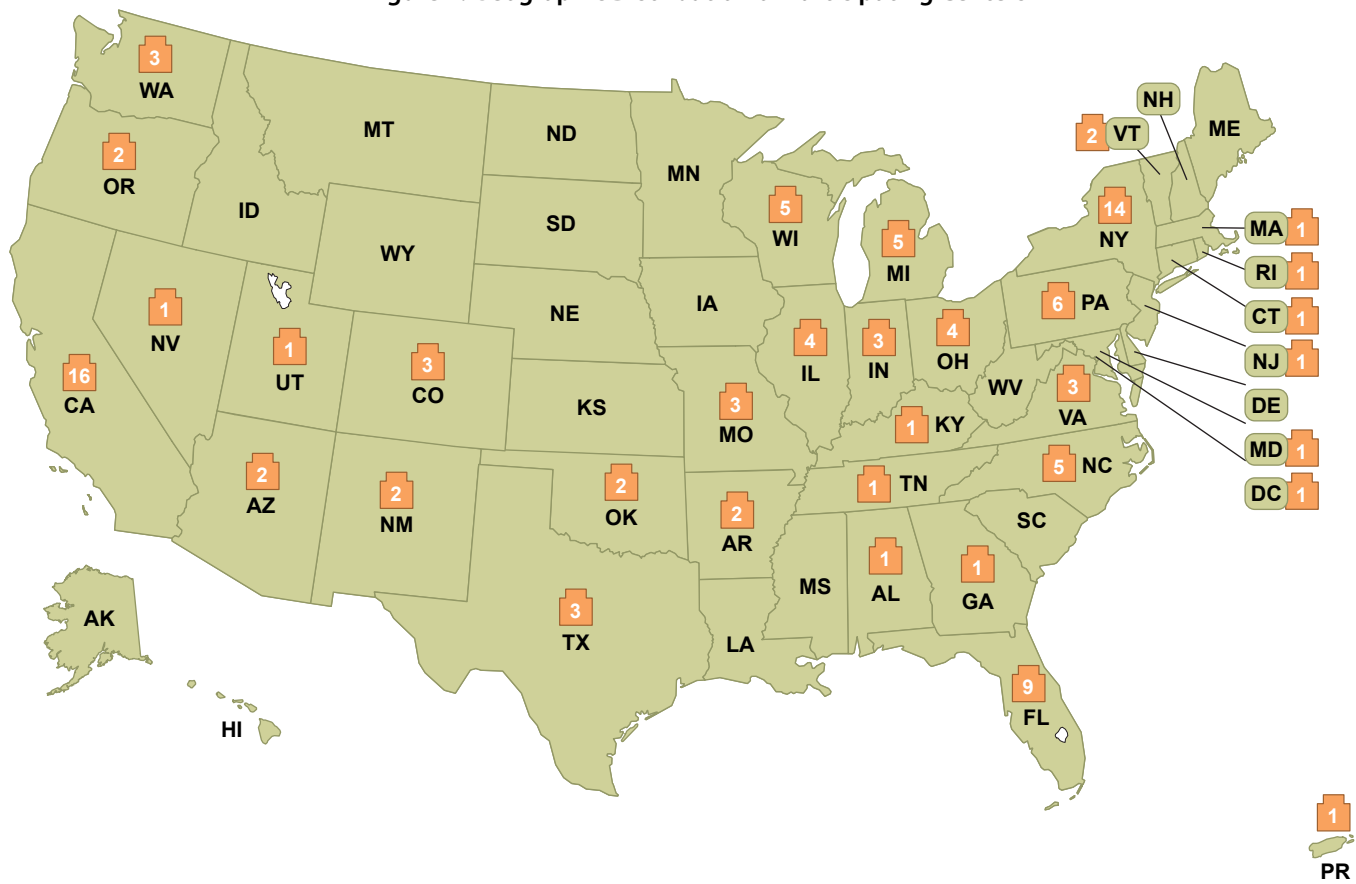 3
WA
2
OR
MT
ID
WY
ND
SD
NE
KS
MN
IA
5
WI
5
MI
NH
2 VT
ME
14
NY
MA 1
RI 1
CT 1
NJ 1
DE
MD 1
DC 1
6 PA
1
NV
1
UT
3
CO
16
CA
4
IL
3
IN
4
OH
WV
3
VA
3
MO
1 KY
5 NC
1 TN
2
AZ
2
NM
2
OK
2
AR
SC
MS
1
AL
1
GA
3
TX
LA
9
FL
AK
HI
1
PR